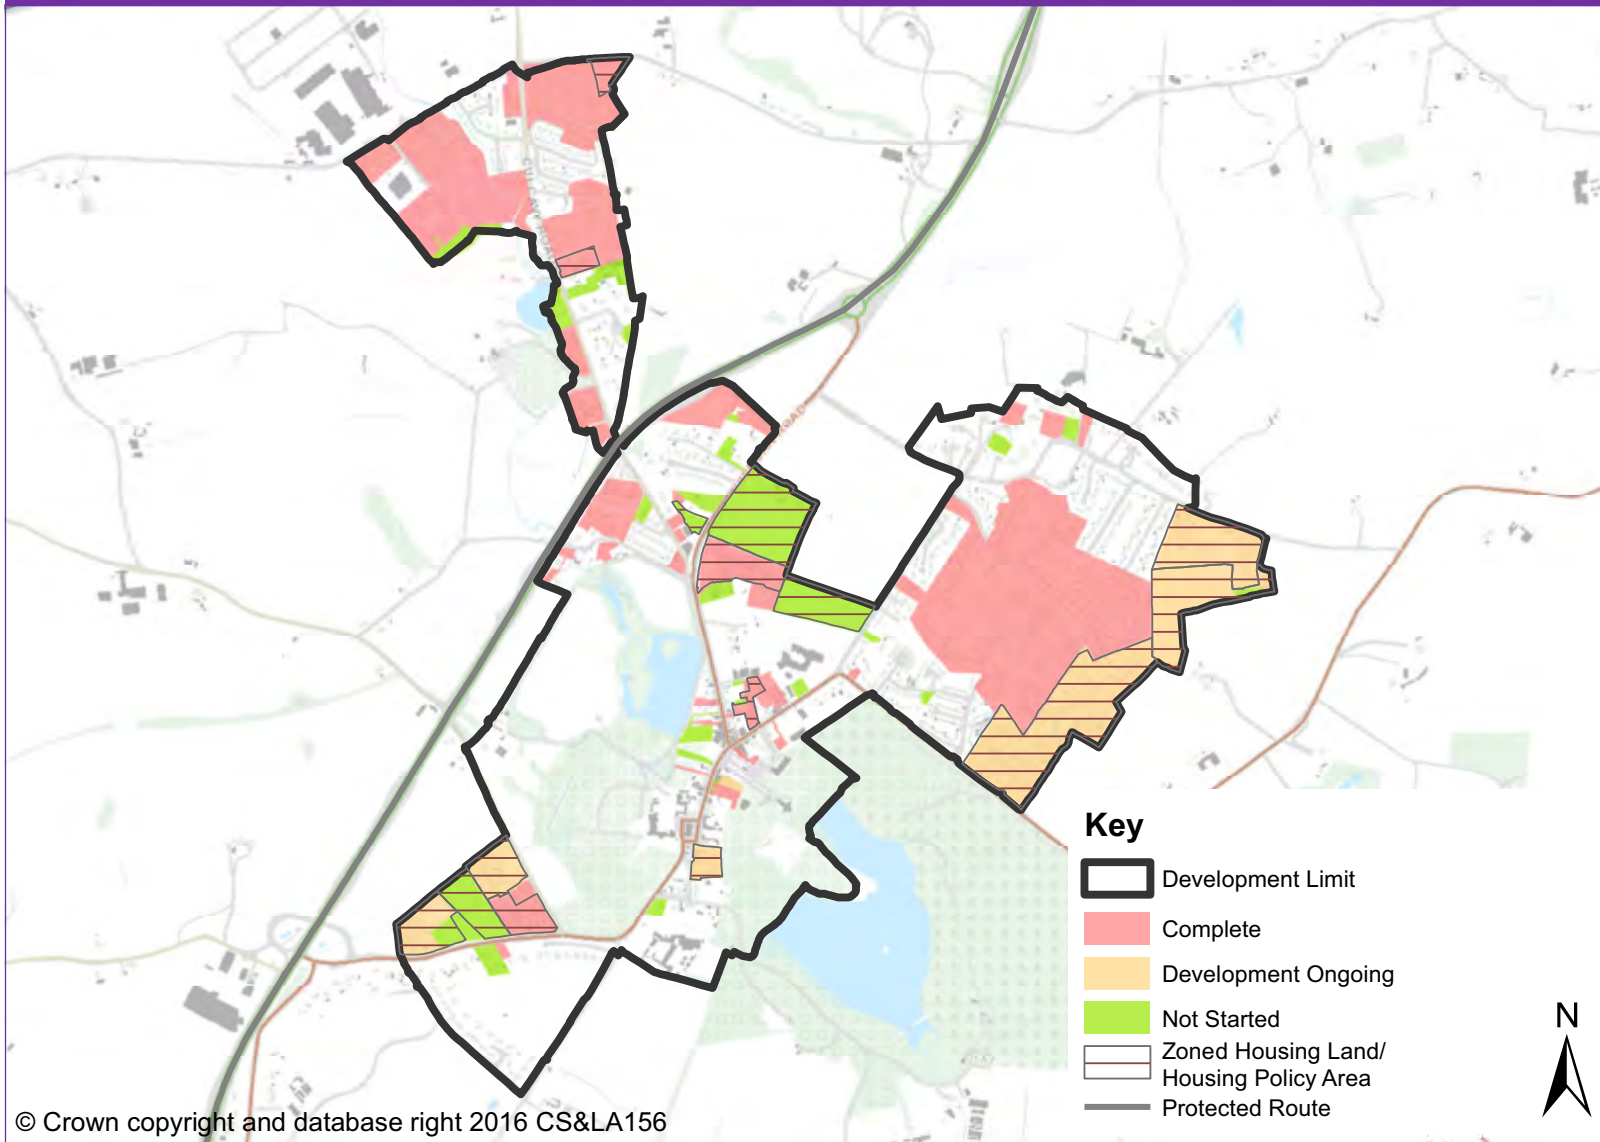 ROAD
Key
Development Limit
Complete
Development Ongoing
Not Started
Zoned Housing Land/
Housing Policy Area
Protected Route
N
© Crown copyright and database right 2016 CS&LA156